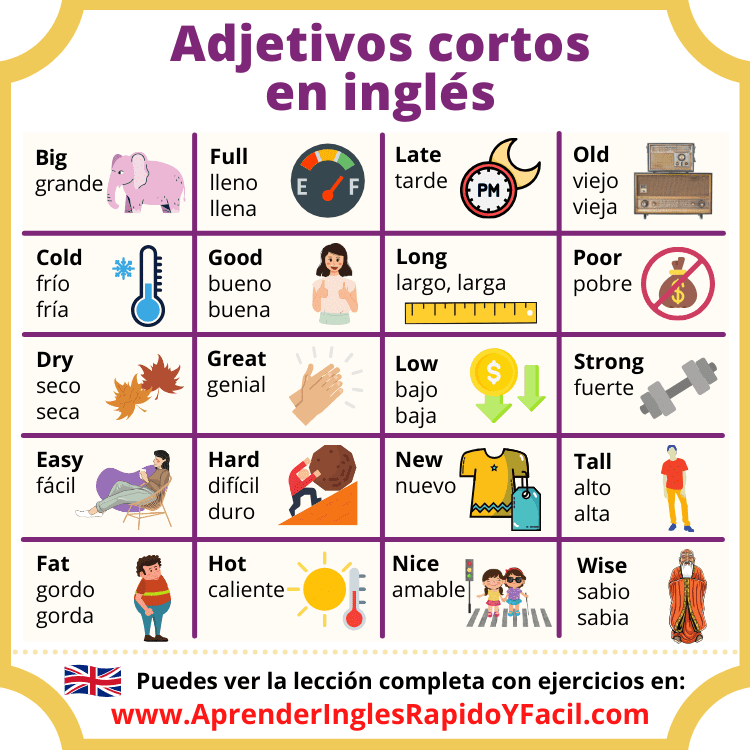 Adjetivos cortos
en inglés
Big
grande
Full
lleno
llena
E F
Late
tarde
PM
Old
viejo
vieja
Cold
frío
fría
Good
bueno
buena
Long
largo, larga
Poor
pobre
$
Dry
seco
seca
Great
genial
Low
bajo
baja
$
Strong
fuerte
Easy
fácil
Hard
difícil
duro
New
nuevo
Tall
alto
alta
Fat
gordo
gorda
Hot
caliente
Nice
amable
Wise
sabio
sabia
Puedes ver la lección completa con ejercicios en:
www.AprenderInglesRapidoYFacil.com